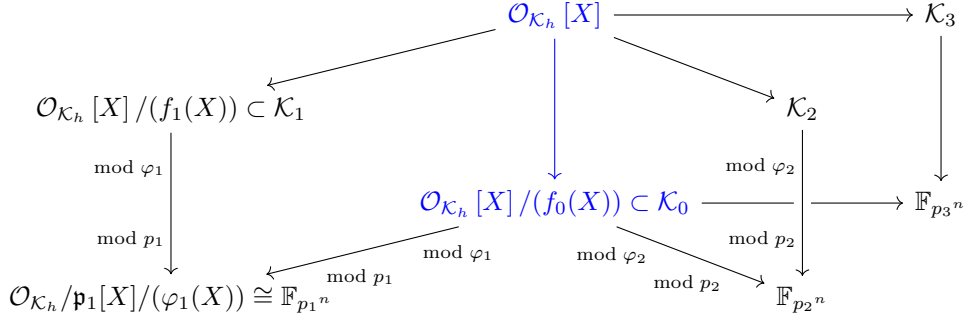 𝒪_{𝒦_h}[X] 𝒦_3
𝒪_{𝒦_h}[X]/(f_1(X)) ⊂ 𝒦_1 𝒦_2
mod φ_1 mod φ_2
𝒪_{𝒦_h}[X]/(f_0(X)) ⊂ 𝒦_0 𝔽_{p_3^n}
mod p_1 mod φ_1 mod φ_2 mod p_2
mod p_1 mod p_2
𝒪_{𝒦_h}/𝔭_1[X]/(φ_1(X)) ≅ 𝔽_{p_1^n} 𝔽_{p_2^n}